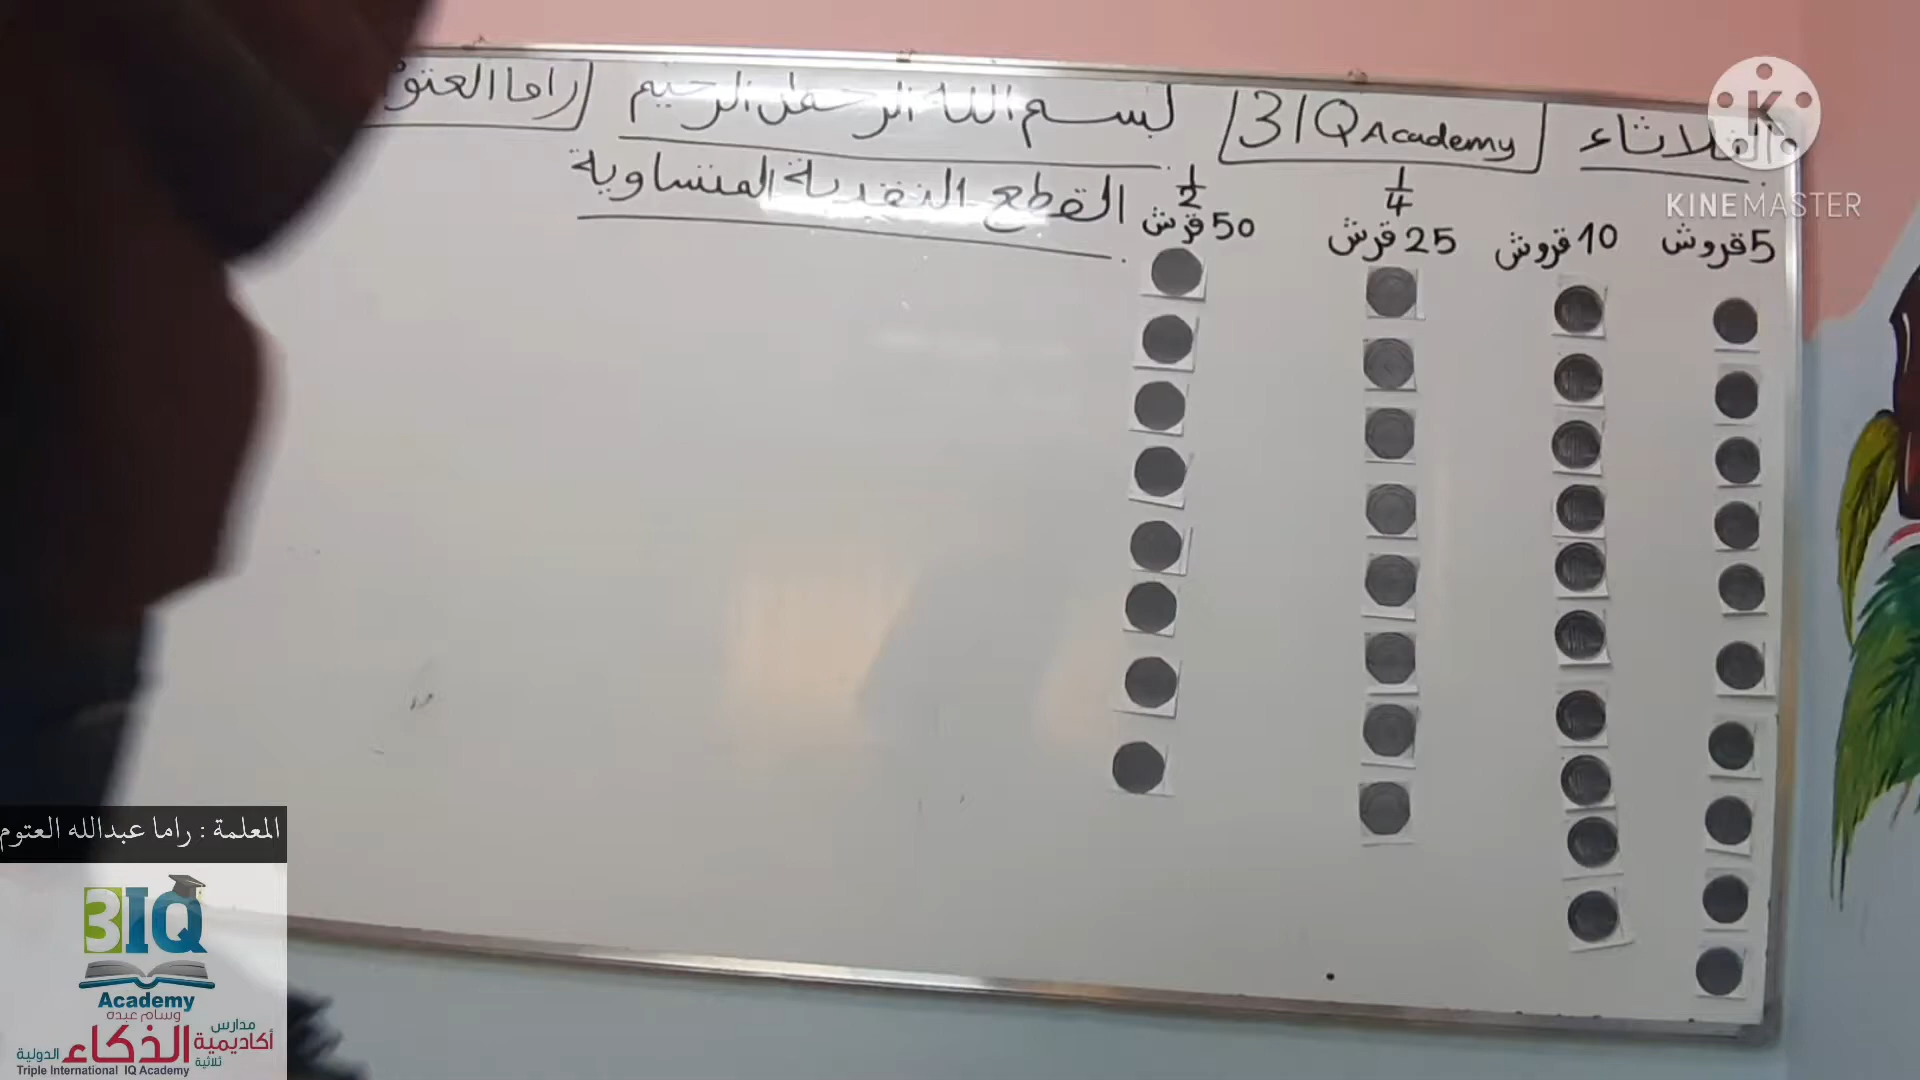 الثلاثاء
3IQ Academy
بسم الله الرحمن الرحيم
راما العتوم
القطع النقدية المتساوية
5 قروش
10 قروش
1/4
25 قرش
1/2
50 قرش
KINEMASTER
المعلمة : راما عبدالله العتوم
3IQ
Academy
وسام عبده
مدارس
أكاديمية الذكاء الدولية
ثلاثية
Triple International IQ Academy